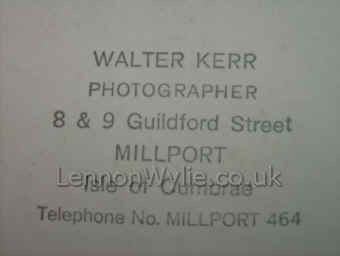 WALTER KERR
PHOTOGRAPHER
8 & 9 Guildford Street
MILLPORT
LennonWylie.co.uk
Isle of Cumbrae
Telephone No. MILLPORT 464